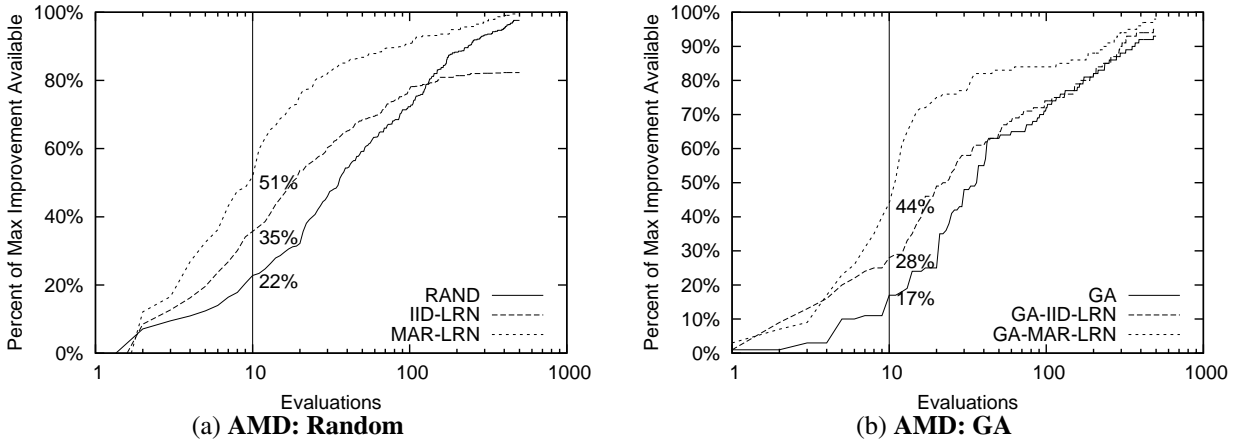 Percent of Max Improvement Available
100%
80%
60%
40%
20%
0%
51%
35%
22%
RAND
IID-LRN
MAR-LRN
1
10
100
1000
Evaluations
(a) AMD: Random
Percent of Max Improvement Available
100%
90%
80%
70%
60%
50%
40%
30%
20%
10%
0%
44%
28%
17%
GA
GA-IID-LRN
GA-MAR-LRN
1
10
100
1000
Evaluations
(b) AMD: GA